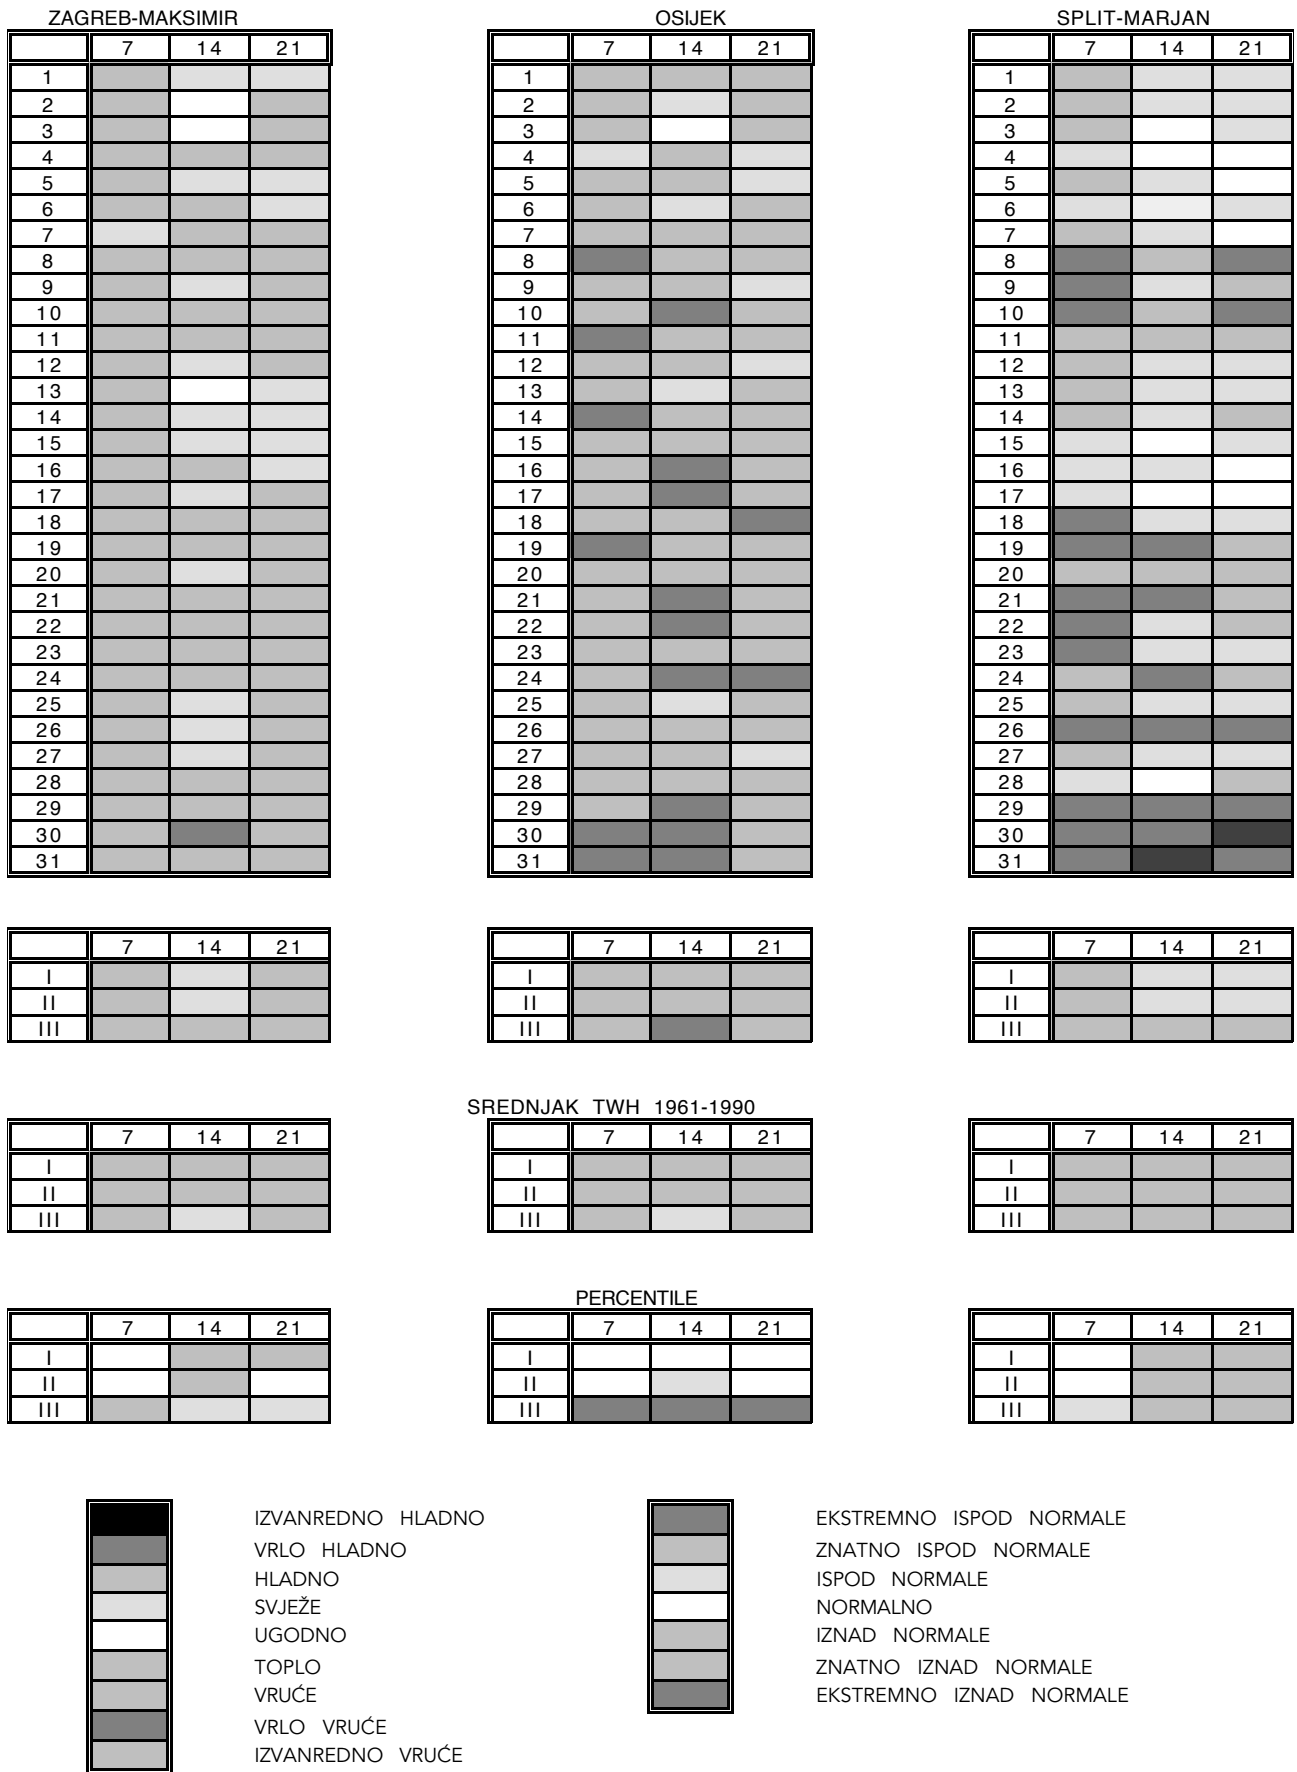 ZAGREB-MAKSIMIR OSIJEK SPLIT-MARJAN
7 14 21 7 14 21 7 14 21
1 1 1
2 2 2
3 3 3
4 4 4
5 5 5
6 6 6
7 7 7
8 8 8
9 9 9
10 10 10
11 11 11
12 12 12
13 13 13
14 14 14
15 15 15
16 16 16
17 17 17
18 18 18
19 19 19
20 20 20
21 21 21
22 22 22
23 23 23
24 24 24
25 25 25
26 26 26
27 27 27
28 28 28
29 29 29
30 30 30
31 31 31
7 14 21 7 14 21 7 14 21
I I I
II II II
III III III
SREDNJAK TWH 1961-1990
7 14 21 7 14 21 7 14 21
I I I
II II II
III III III
PERCENTILE
7 14 21 7 14 21 7 14 21
I I I
II II II
III III III
IZVANREDNO HLADNO EKSTREMNO ISPOD NORMALE
VRLO HLADNO ZNATNO ISPOD NORMALE
HLADNO ISPOD NORMALE
SVJEŽE NORMALNO
UGODNO IZNAD NORMALE
TOPLO ZNATNO IZNAD NORMALE
VRUĆE EKSTREMNO IZNAD NORMALE
VRLO VRUĆE
IZVANREDNO VRUĆE